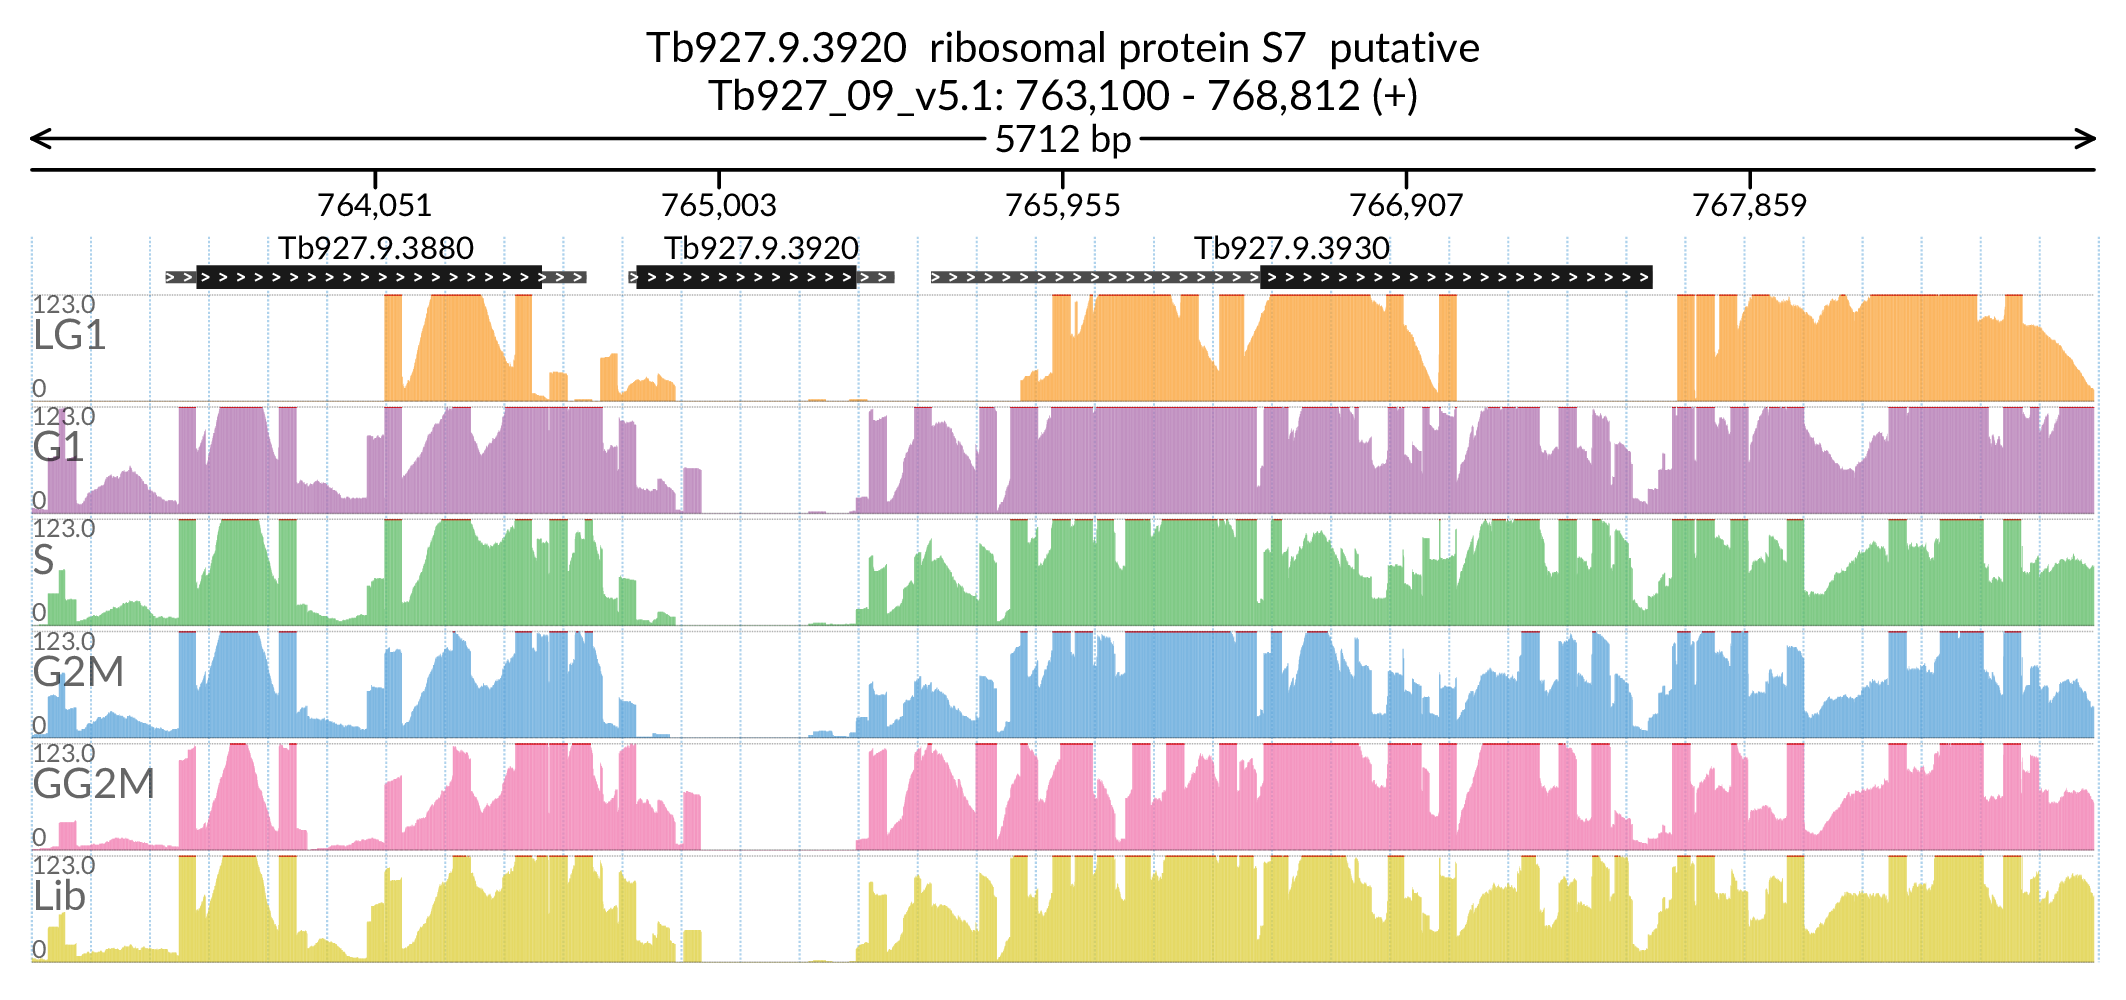 Tb927.9.3920 ribosomal protein S7 putative
Tb927_09_v5.1: 763,100 - 768,812 (+)
5712 bp
764,051 765,003 765,955 766,907 767,859
Tb927.9.3880 Tb927.9.3920 Tb927.9.3930
123.0
LG1
0
123.0
G1
0
123.0
S
0
123.0
G2M
0
123.0
GG2M
0
123.0
Lib
0